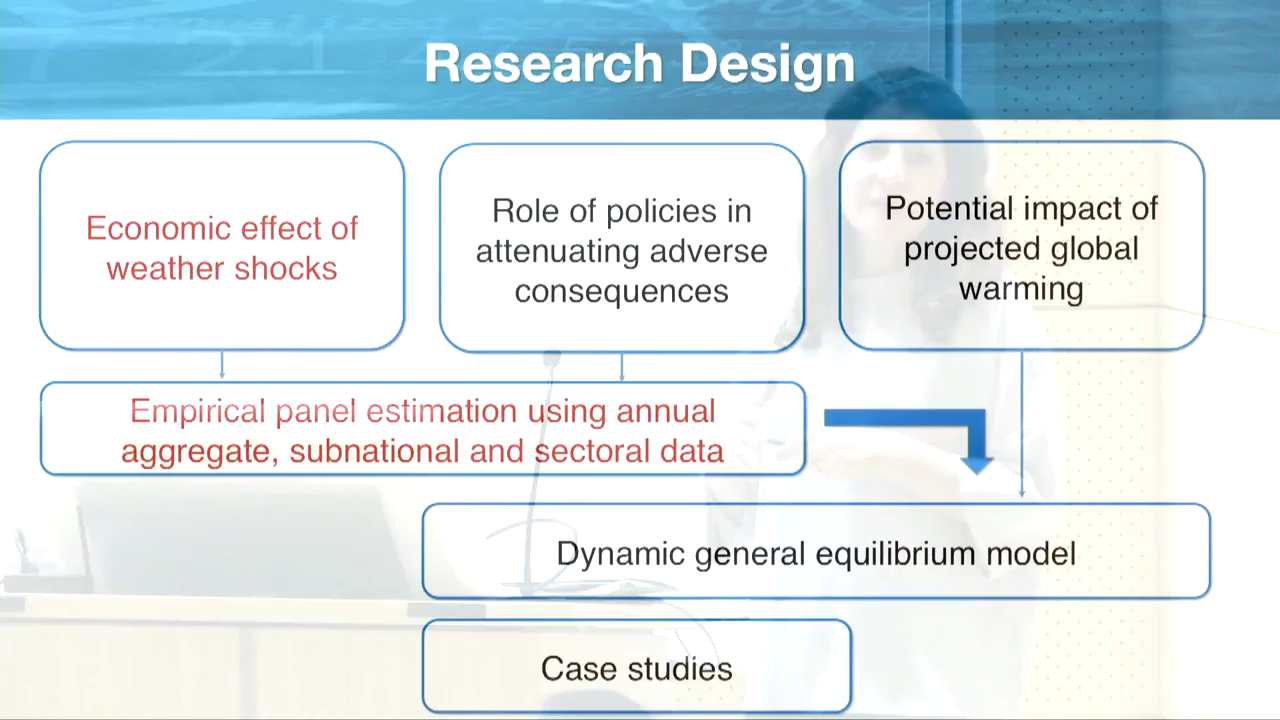 Research Design
Economic effect of
weather shocks
Role of policies in
attenuating adverse
consequences
Potential impact of
projected global
warming
Empirical panel estimation using annual
aggregate, subnational and sectoral data
Dynamic general equilibrium model
Case studies